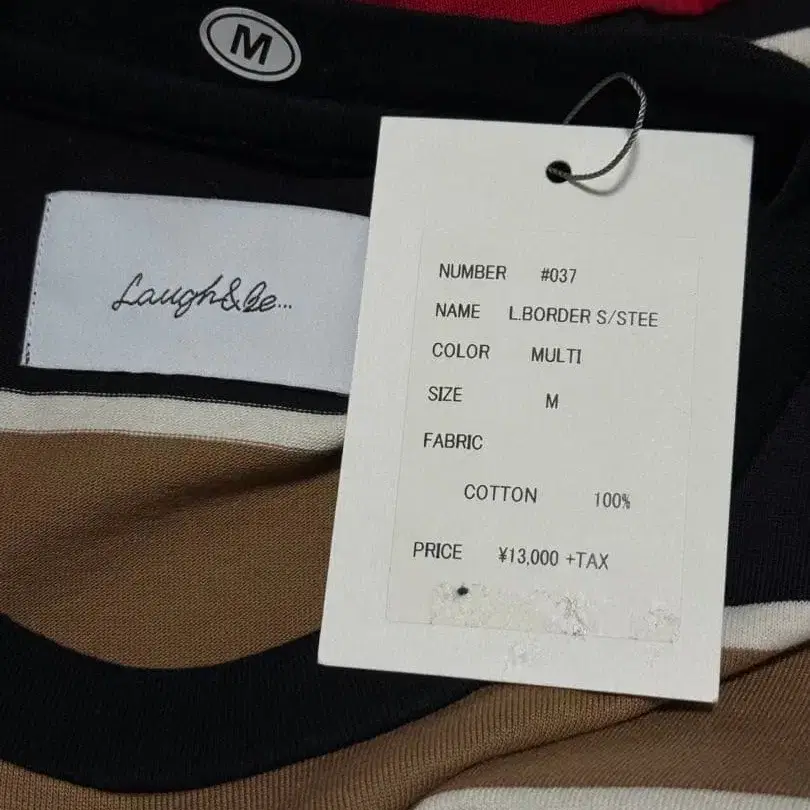 M
Laugh&Be...
NUMBER #037
NAME L.BORDER S/STEE
COLOR MULTI
SIZE M
FABRIC
COTTON 100%
PRICE ¥13,000 +TAX